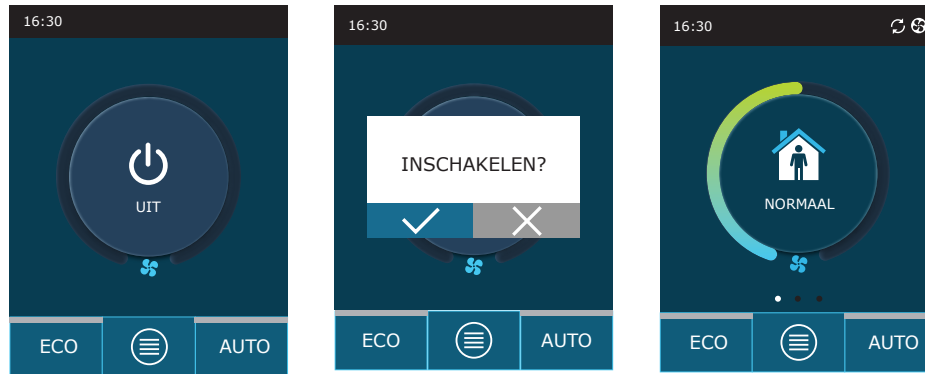 16:30
UIT
ECO
AUTO
16:30
INSCHAKELEN?
ECO
AUTO
16:30
NORMAAL
ECO
AUTO